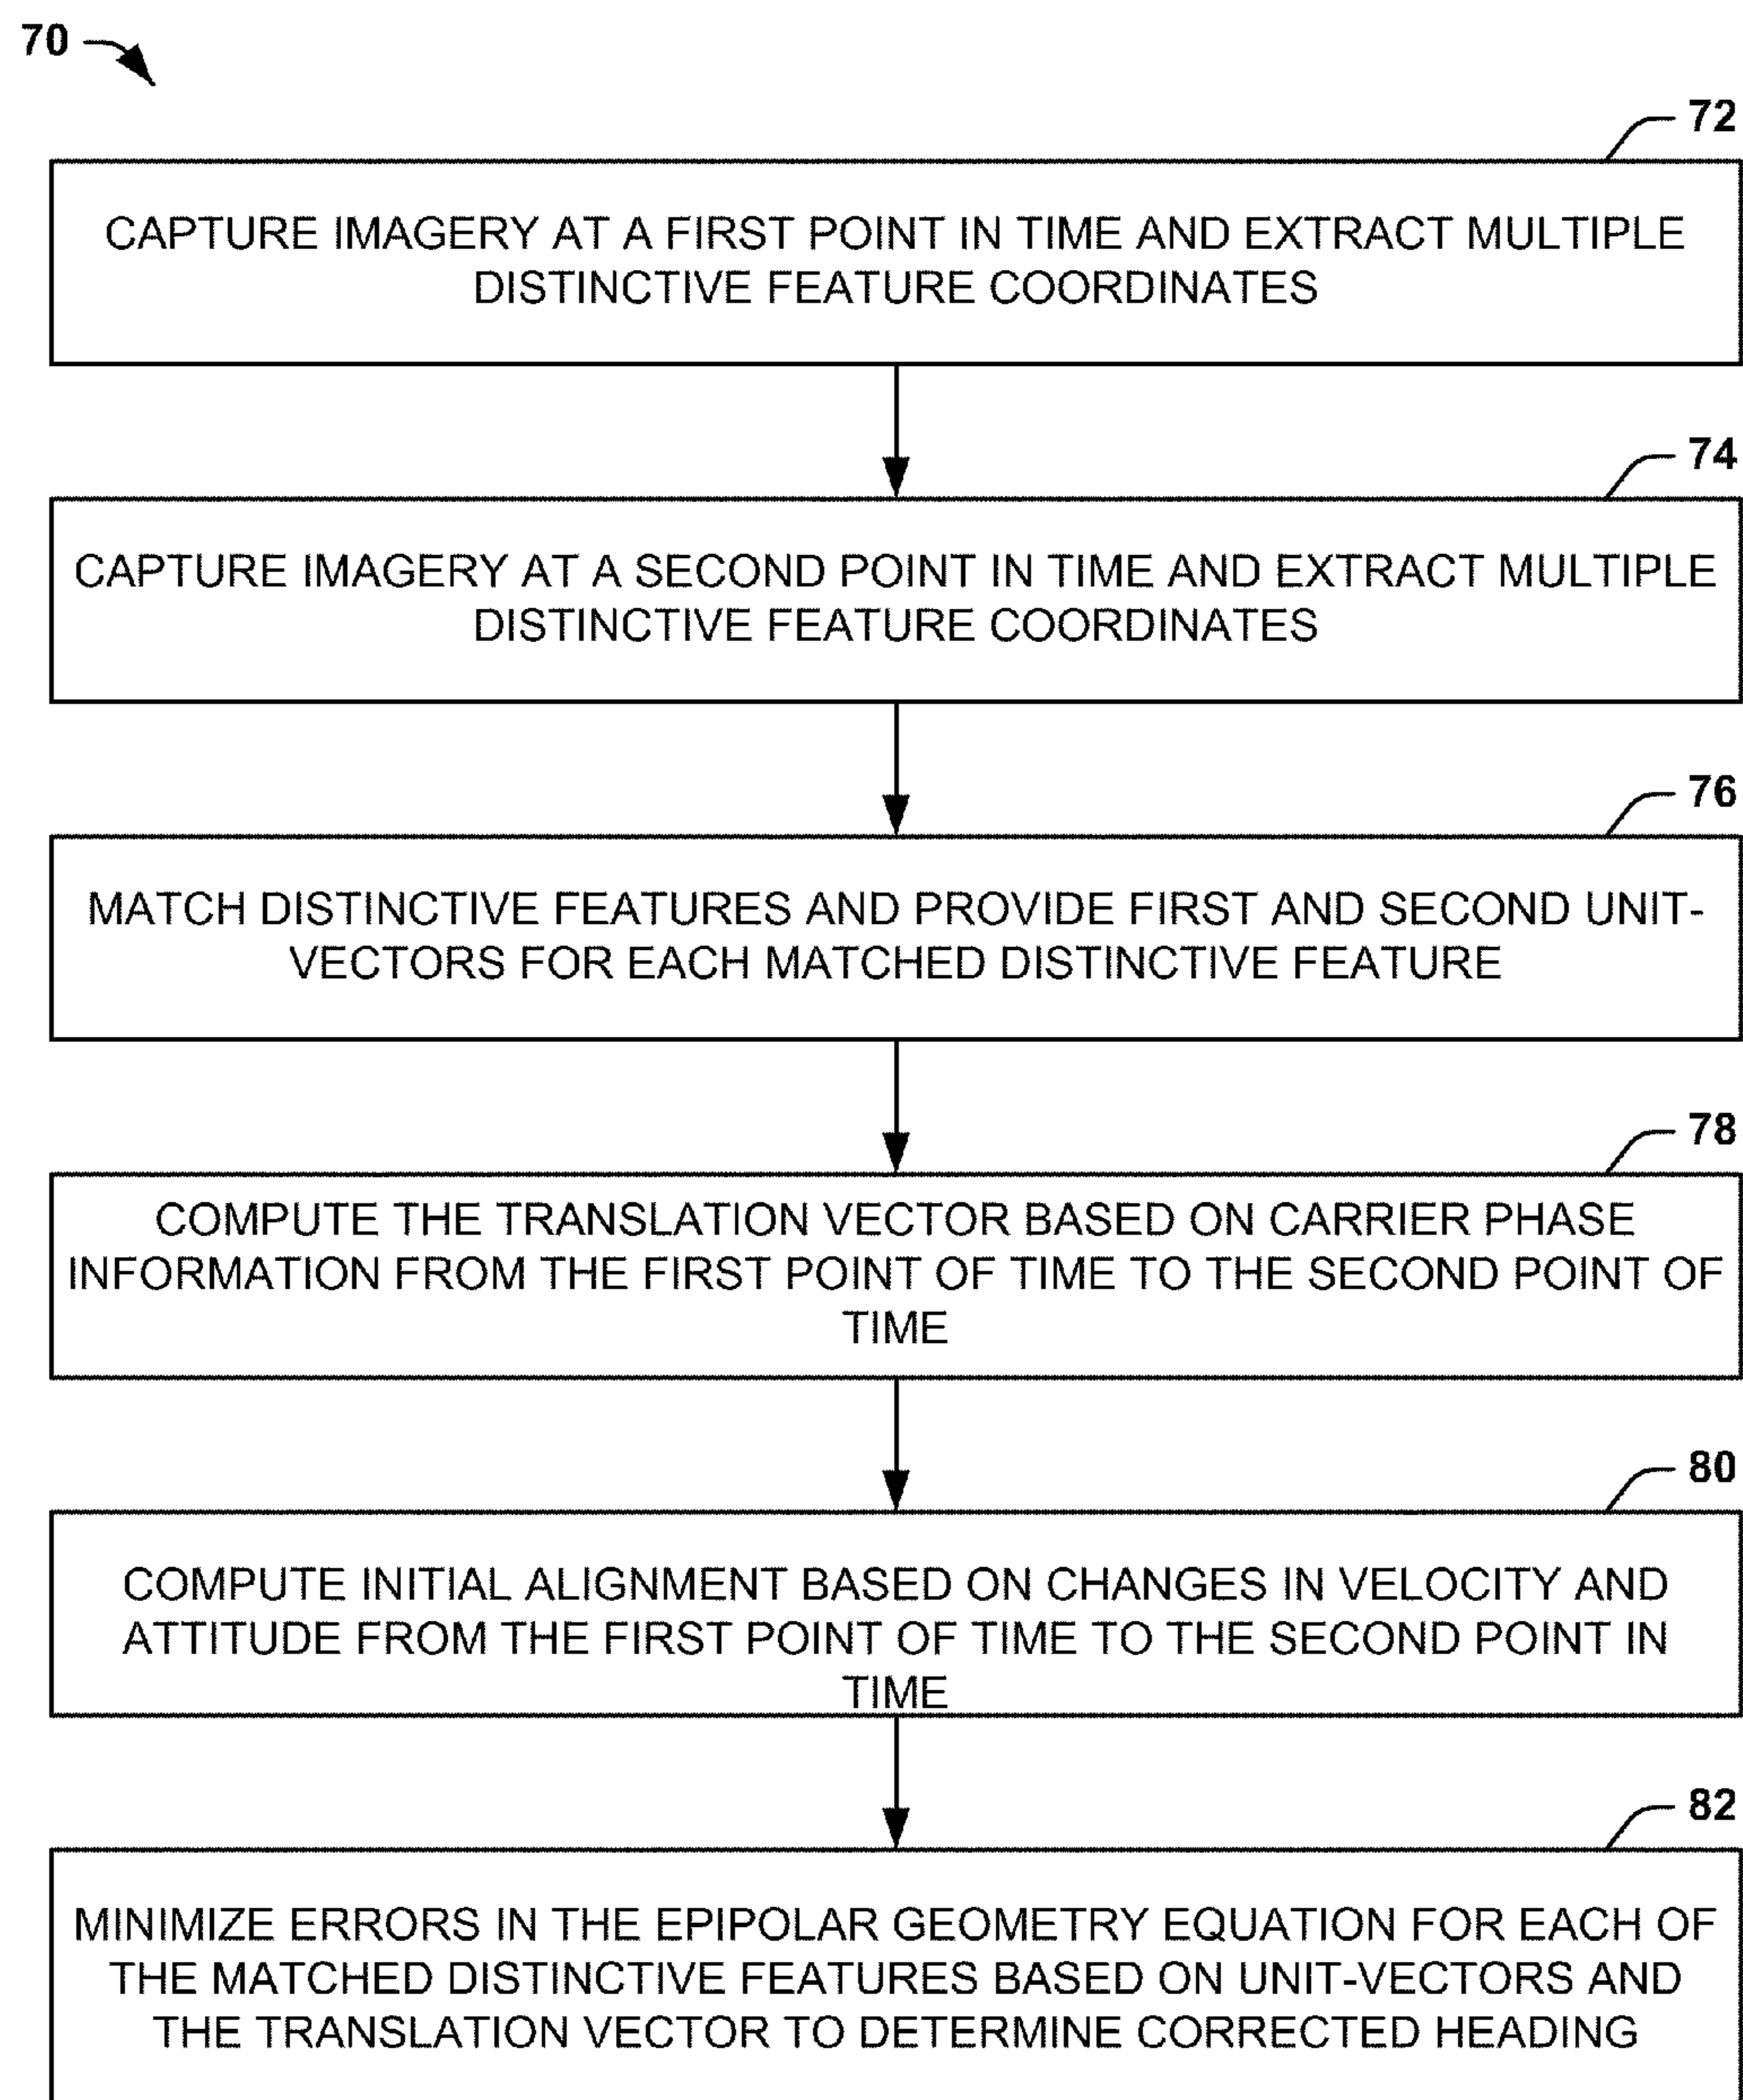 70
72
CAPTURE IMAGERY AT A FIRST POINT IN TIME AND EXTRACT MULTIPLE
DISTINCTIVE FEATURE COORDINATES
74
CAPTURE IMAGERY AT A SECOND POINT IN TIME AND EXTRACT MULTIPLE
DISTINCTIVE FEATURE COORDINATES
76
MATCH DISTINCTIVE FEATURES AND PROVIDE FIRST AND SECOND UNIT-
VECTORS FOR EACH MATCHED DISTINCTIVE FEATURE
78
COMPUTE THE TRANSLATION VECTOR BASED ON CARRIER PHASE
INFORMATION FROM THE FIRST POINT OF TIME TO THE SECOND POINT OF
TIME
80
COMPUTE INITIAL ALIGNMENT BASED ON CHANGES IN VELOCITY AND
ATTITUDE FROM THE FIRST POINT OF TIME TO THE SECOND POINT IN
TIME
82
MINIMIZE ERRORS IN THE EPIPOLAR GEOMETRY EQUATION FOR EACH OF
THE MATCHED DISTINCTIVE FEATURES BASED ON UNIT-VECTORS AND
THE TRANSLATION VECTOR TO DETERMINE CORRECTED HEADING